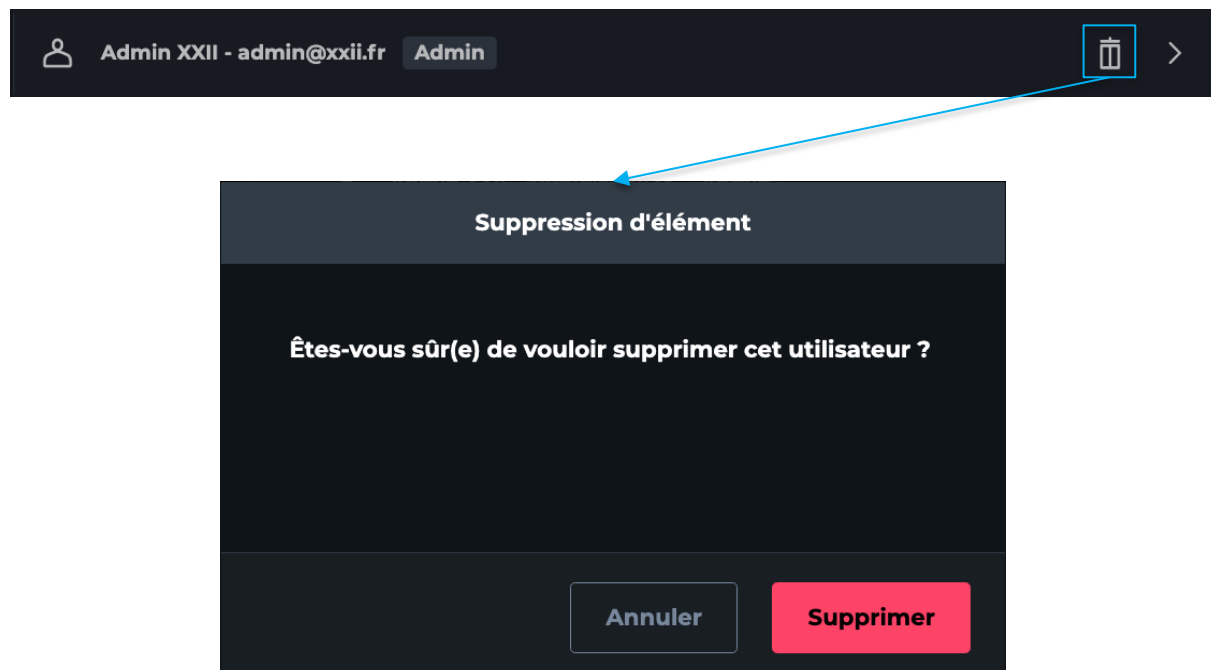 Admin XXII - admin@xxii.fr Admin
Suppression d'élément
Êtes-vous sûr(e) de vouloir supprimer cet utilisateur ?
Annuler Supprimer